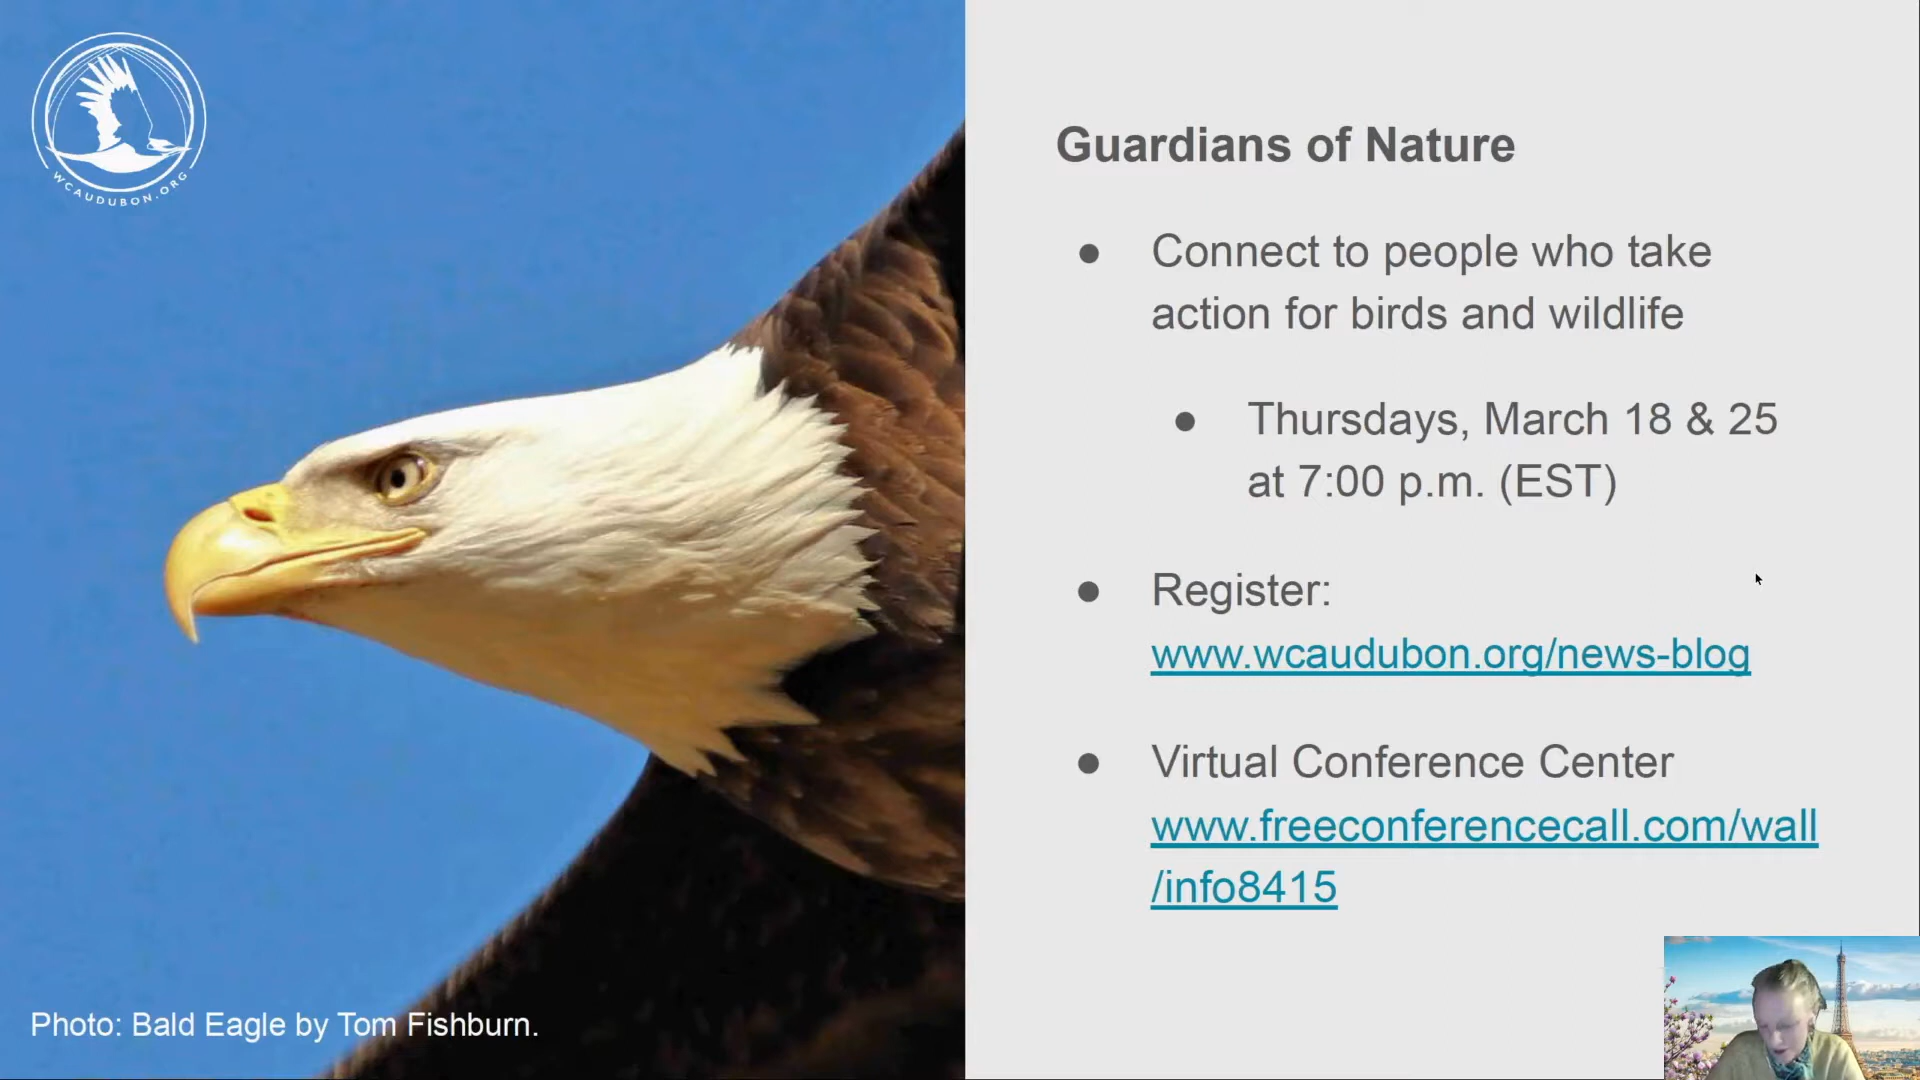 WCAUDUBON.ORG
Guardians of Nature
● Connect to people who take
action for birds and wildlife
● Thursdays, March 18 & 25
at 7:00 p.m. (EST)
● Register:
www.wcaudubon.org/news-blog
● Virtual Conference Center
www.freeconferencecall.com/wall
/info8415
Photo: Bald Eagle by Tom Fishburn.